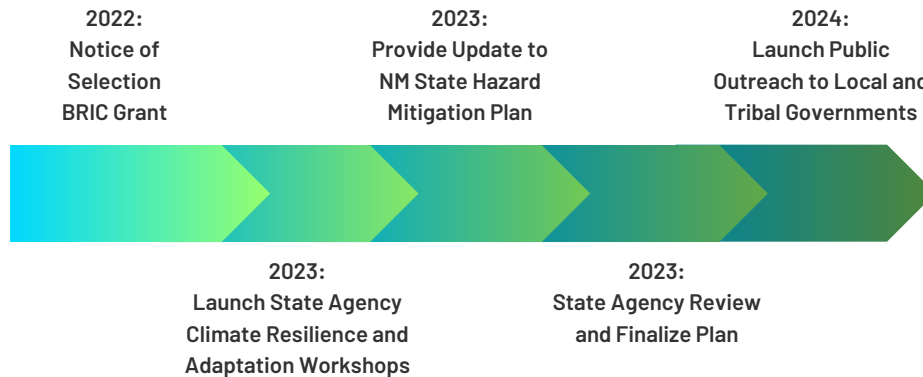 2022:
Notice of
Selection
BRIC Grant
2023:
Provide Update to
NM State Hazard
Mitigation Plan
2024:
Launch Public
Outreach to Local and
Tribal Governments
2023:
Launch State Agency
Climate Resilience and
Adaptation Workshops
2023:
State Agency Review
and Finalize Plan